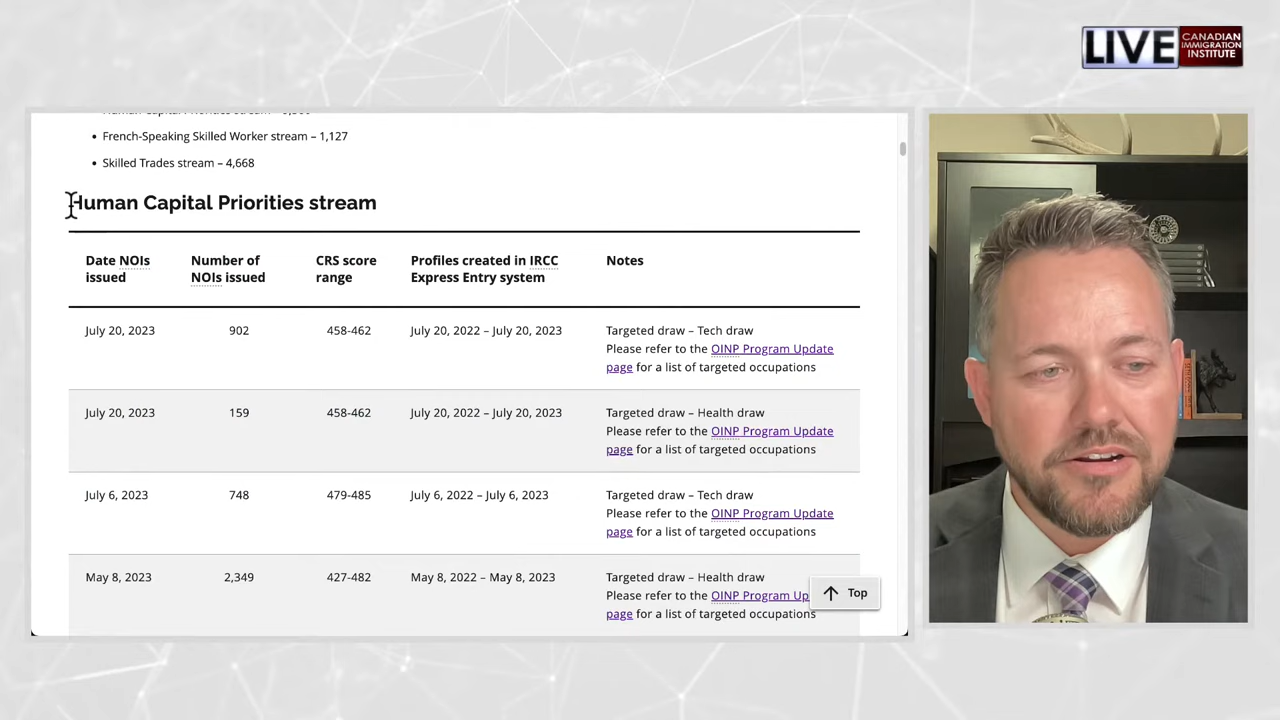 LIVE
CANADIAN
IMMIGRATION
INSTITUTE
Human Capital Priorities stream
French-Speaking Skilled Worker stream – 1,127
Skilled Trades stream – 4,668
Human Capital Priorities stream
Date NOIs issued | Number of NOIs issued | CRS score range | Profiles created in IRCC Express Entry system | Notes
July 20, 2023 | 902 | 458-462 | July 20, 2022 – July 20, 2023 | Targeted draw – Tech draw
Please refer to the OINP Program Update
page for a list of targeted occupations
July 20, 2023 | 159 | 458-462 | July 20, 2022 – July 20, 2023 | Targeted draw – Health draw
Please refer to the OINP Program Update
page for a list of targeted occupations
July 6, 2023 | 748 | 479-485 | July 6, 2022 – July 6, 2023 | Targeted draw – Tech draw
Please refer to the OINP Program Update
page for a list of targeted occupations
May 8, 2023 | 2,349 | 427-482 | May 8, 2022 – May 8, 2023 | Targeted draw – Health draw
Please refer to the OINP Program Up
page for a list of targeted occupations
Top